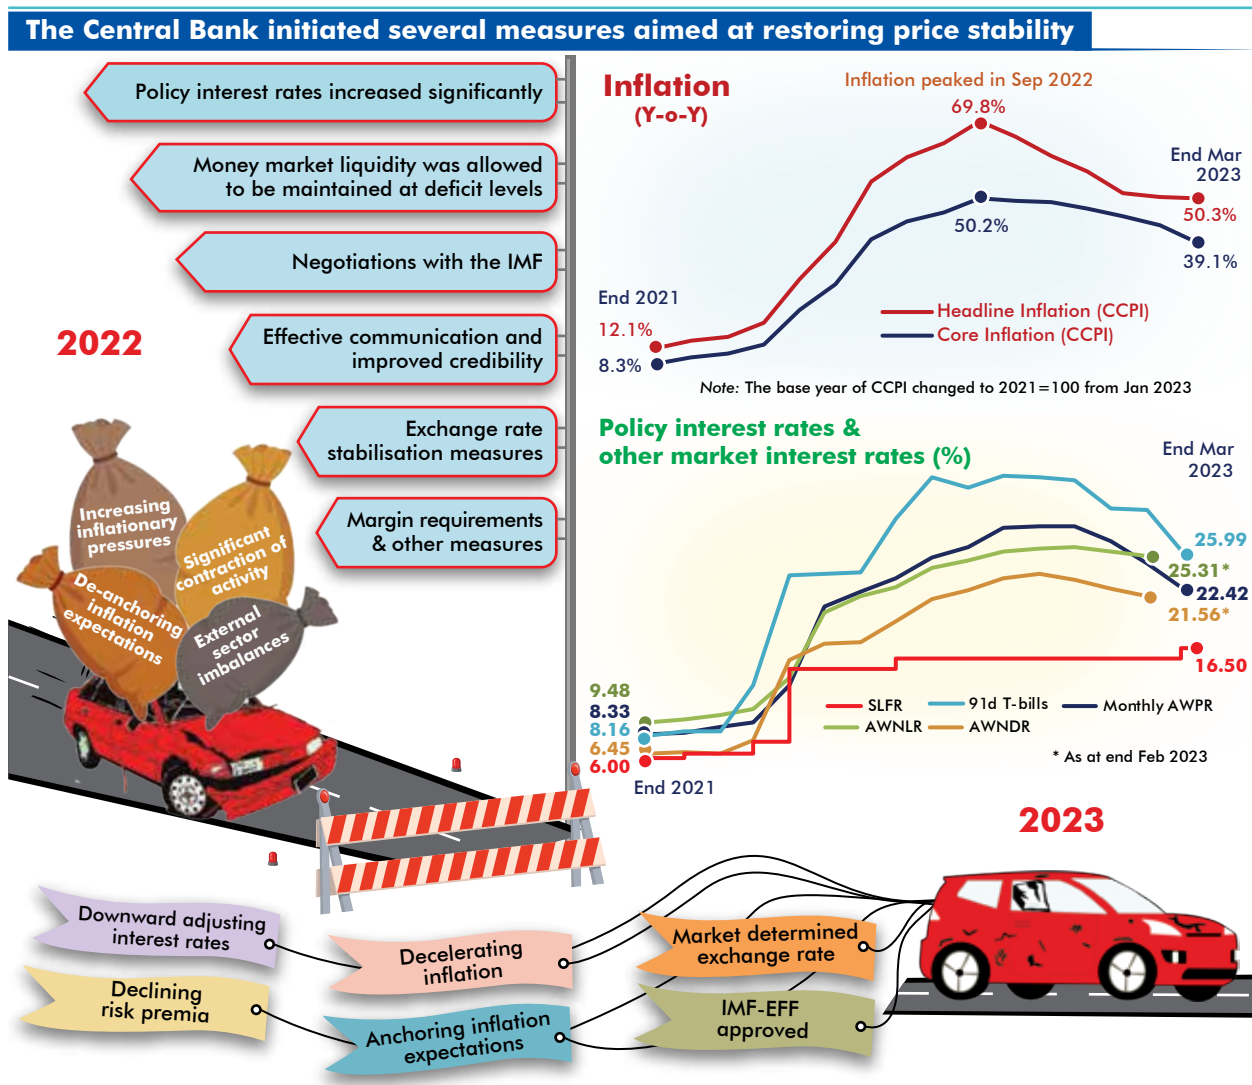 The Central Bank initiated several measures aimed at restoring price stability
Policy interest rates increased significantly
Money market liquidity was allowed
to be maintained at deficit levels
Negotiations with the IMF
Effective communication and
improved credibility
Exchange rate
stabilisation measures
Margin requirements
& other measures
2022
Increasing
inflationary
pressures
Significant
contraction of
activity
De-anchoring
inflation
expectations
External
sector
imbalances
Inflation
(Y-o-Y)
Inflation peaked in Sep 2022
69.8%
End Mar
2023
50.3%
50.2%
39.1%
End 2021
12.1%
8.3%
Headline Inflation (CCPI)
Core Inflation (CCPI)
Note: The base year of CCPI changed to 2021=100 from Jan 2023
Policy interest rates &
other market interest rates (%)
End Mar
2023
25.99
25.31*
22.42
21.56*
16.50
9.48
8.33
8.16
6.45
6.00
End 2021
SLFR
91d T-bills
Monthly AWPR
AWNLR
AWNDR
* As at end Feb 2023
2023
Downward adjusting
interest rates
Decelerating
inflation
Market determined
exchange rate
Declining
risk premia
Anchoring inflation
expectations
IMF-EFF
approved